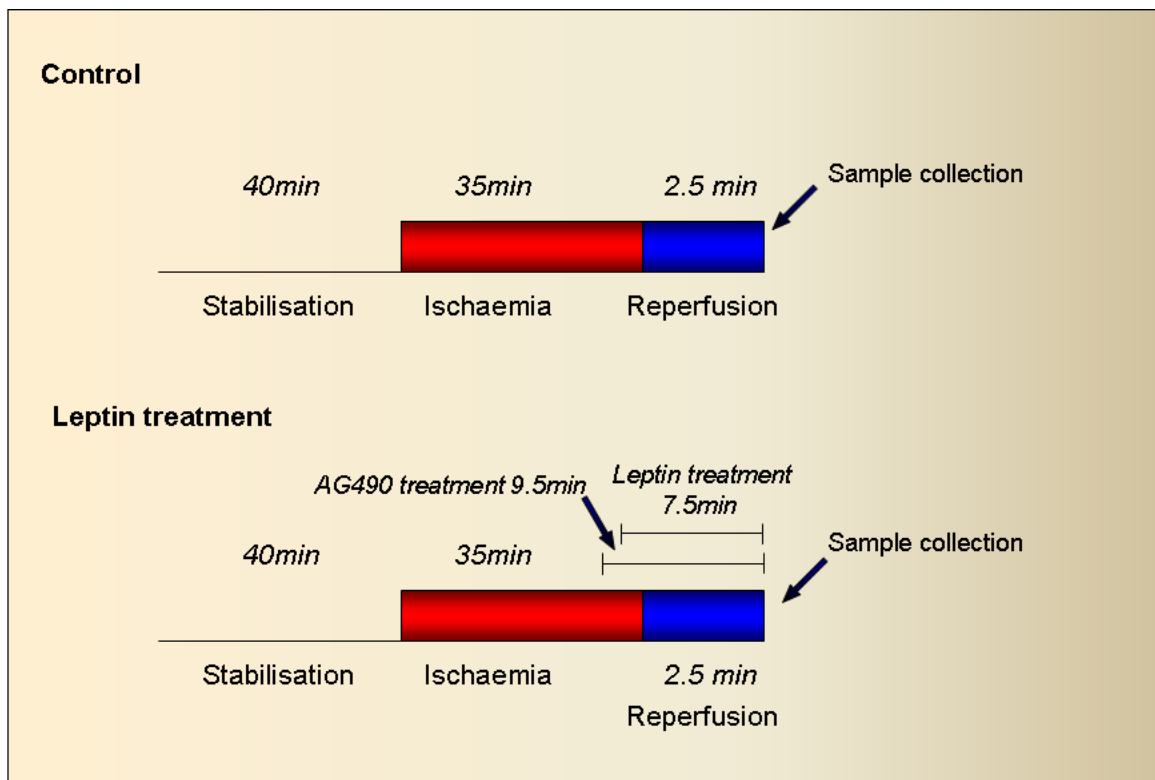 Control
40min 35min 2.5 min Sample collection
Stabilisation Ischaemia Reperfusion
Leptin treatment
AG490 treatment 9.5min Leptin treatment
7.5min
40min 35min Sample collection
Stabilisation Ischaemia 2.5 min
Reperfusion